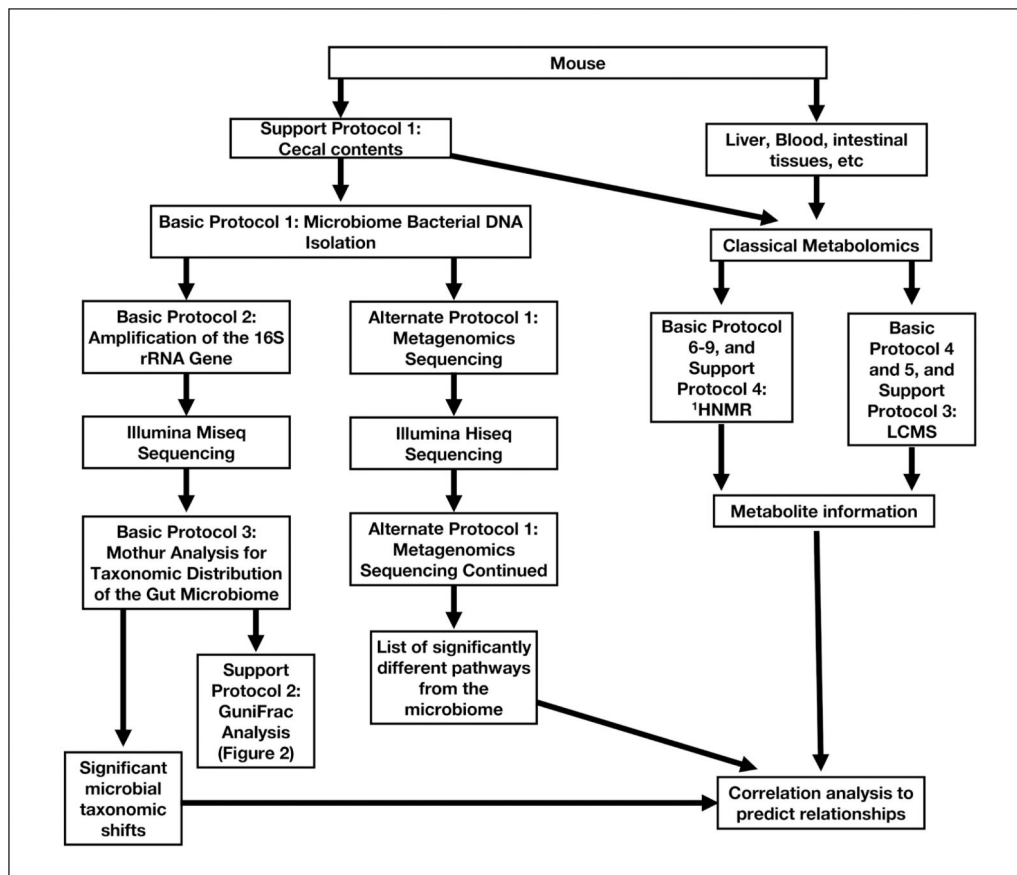 Mouse
Support Protocol 1:
Cecal contents
Liver, Blood, intestinal
tissues, etc
Basic Protocol 1: Microbiome Bacterial DNA
Isolation
Classical Metabolomics
Basic Protocol 2:
Amplification of the 16S
rRNA Gene
Alternate Protocol 1:
Metagenomics
Sequencing
Basic Protocol
6-9, and
Support
Protocol 4:
¹HNMR
Basic
Protocol 4
and 5, and
Support
Protocol 3:
LCMS
Illumina Miseq
Sequencing
Illumina Hiseq
Sequencing
Metabolite information
Basic Protocol 3:
Mothur Analysis for
Taxonomic Distribution
of the Gut Microbiome
Alternate Protocol 1:
Metagenomics
Sequencing Continued
List of significantly
different pathways
from the
microbiome
Support
Protocol 2:
GuniFrac
Analysis
(Figure 2)
Significant
microbial
taxonomic
shifts
Correlation analysis to
predict relationships